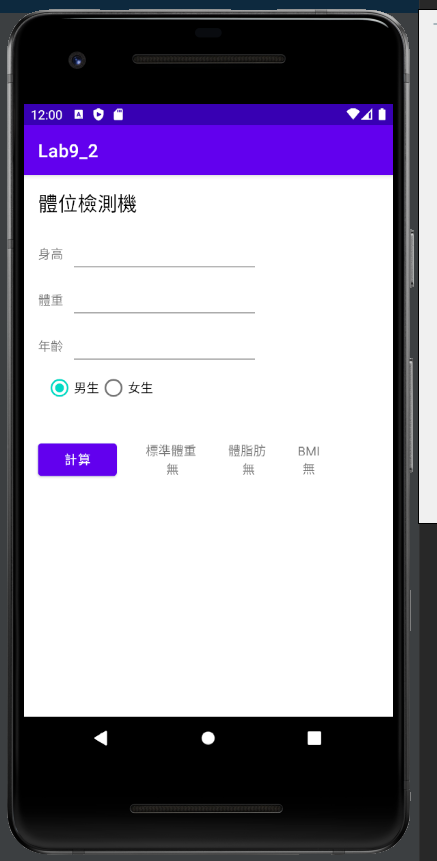 12:00
Lab9_2
體位檢測機
身高
體重
年齡
男生 女生
計算 標準體重 體脂肪 BMI
無 無 無